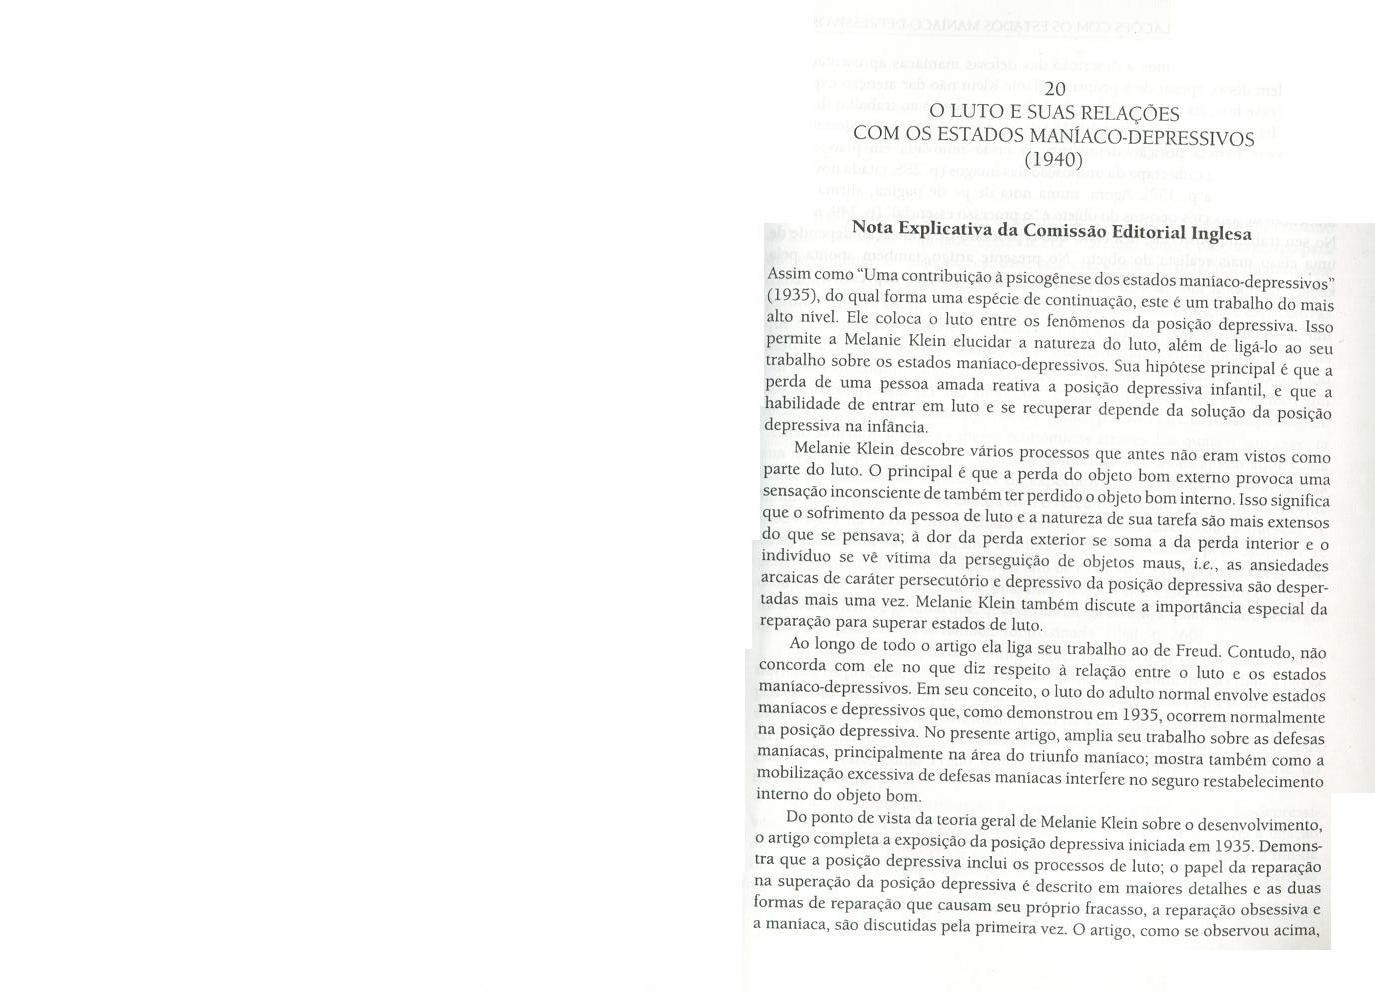 20
O LUTO E SUAS RELAÇÕES
COM OS ESTADOS MANÍACO-DEPRESSIVOS
(1940)
Nota Explicativa da Comissão Editorial Inglesa
Assim como “Uma contribuição à psicogênese dos estados maníaco-depressivos”
(1935), do qual forma uma espécie de continuação, este é um trabalho do mais
alto nível. Ele coloca o luto entre os fenômenos da posição depressiva. Isso
permite a Melanie Klein elucidar a natureza do luto, além de ligá-lo ao seu
trabalho sobre os estados maníaco-depressivos. Sua hipótese principal é que a
perda de uma pessoa amada reativa a posição depressiva infantil, e que a
habilidade de entrar em luto e se recuperar depende da solução da posição
depressiva na infância.
Melanie Klein descobre vários processos que antes não eram vistos como
parte do luto. O principal é que a perda do objeto bom externo provoca uma
sensação inconsciente de também ter perdido o objeto bom interno. Isso significa
que o sofrimento da pessoa de luto e a natureza de sua tarefa são mais extensos
do que se pensava; à dor da perda exterior se soma a da perda interior e o
indivíduo se vê vítima da perseguição de objetos maus, i.e., as ansiedades
arcaicas de caráter persecutório e depressivo da posição depressiva são desper-
tadas mais uma vez. Melanie Klein também discute a importância especial da
reparação para superar estados de luto.
Ao longo de todo o artigo ela liga seu trabalho ao de Freud. Contudo, não
concorda com ele no que diz respeito à relação entre o luto e os estados
maníaco-depressivos. Em seu conceito, o luto do adulto normal envolve estados
maníacos e depressivos que, como demonstrou em 1935, ocorrem normalmente
na posição depressiva. No presente artigo, amplia seu trabalho sobre as defesas
maníacas, principalmente na área do triunfo maníaco; mostra também como a
mobilização excessiva de defesas maníacas interfere no seguro restabelecimento
interno do objeto bom.
Do ponto de vista da teoria geral de Melanie Klein sobre o desenvolvimento,
o artigo completa a exposição da posição depressiva iniciada em 1935. Demons-
tra que a posição depressiva inclui os processos de luto; o papel da reparação
na superação da posição depressiva é descrito em maiores detalhes e as duas
formas de reparação que causam seu próprio fracasso, a reparação obsessiva e
a maníaca, são discutidas pela primeira vez. O artigo, como se observou acima,